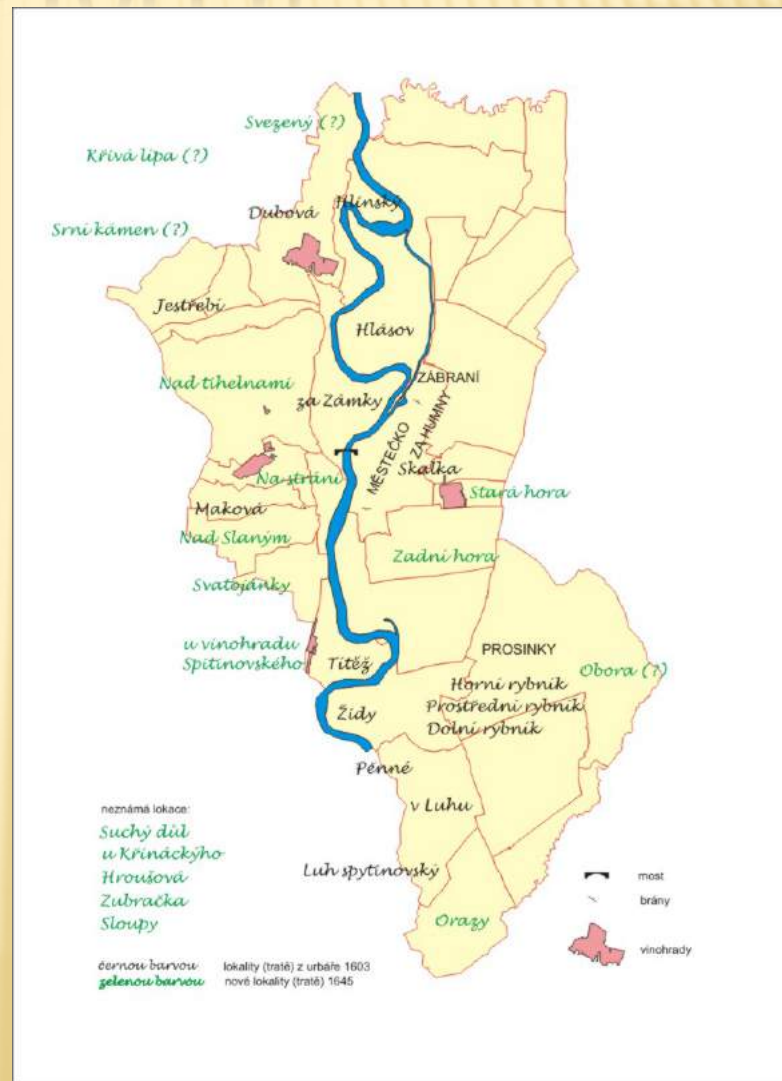 Svezený (?)
Křivá lípa (?)
Hlinský
Dubová
Srní kámen (?)
Jestřebí
Hlásov
ZÁBRANÍ
Nad tihelnami
za Zámky
ZA HUMNY
MĚSTEČKO
Skalka
Na stráni
Stará hora
Maková
Nad Slaným
Zadní hora
Svatojánky
u vinohradu
Spitinovského
PROSINKY
Titěž
Obora (?)
Horní rybník
Prostřední rybník
Židy
Dolní rybník
Pěnné
v Luhu
neznámá lokace:
Suchý důl
u Křináckýho
Hroušová
Zubračka
Sloupy
Luh spytinovský
Orazy
most
brány
vinohrady
černou barvou lokality (tratě) z urbáře 1603
zelenou barvou nové lokality (tratě) 1645